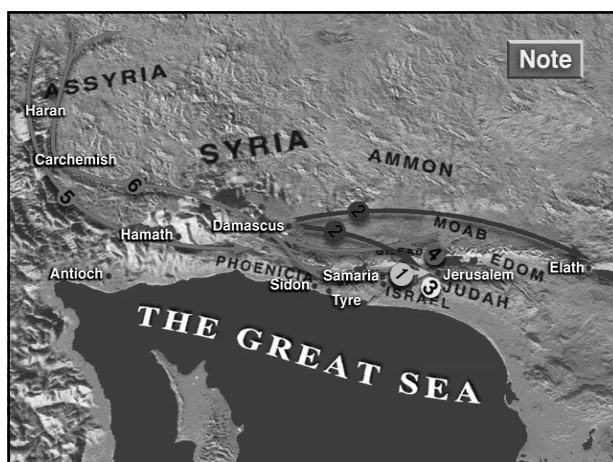 Note
ASSYRIA
Haran
SYRIA
AMMON
Carchemish
6
5
2
MOAB
Damascus
2
Hamath
4
EDOM
Elath
PHOENICIA
Samaria
1
Jerusalem
Antioch
Sidon
3
JUDAH
Tyre
ISRAEL
THE GREAT SEA